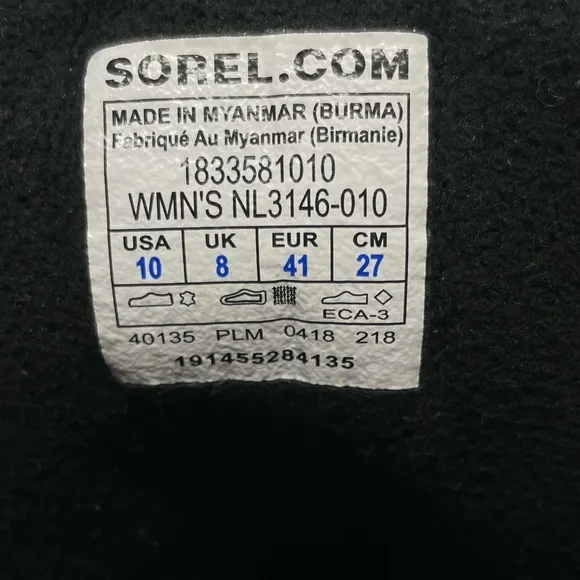 SOREL.COM
MADE IN MYANMAR (BURMA)
Fabriqué Au Myanmar (Birmanie)
1833581010
WMN'S NL3146-010
USA UK EUR CM
10 8 41 27
ECA-3
40135 PLM 0418 218
191455284135